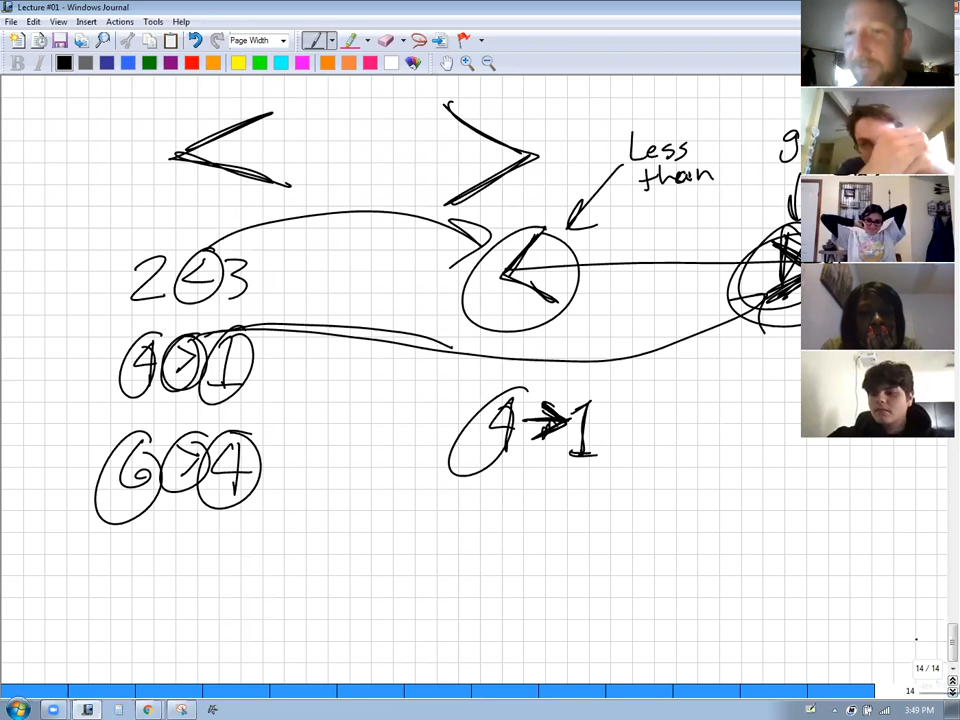 Lecture #01 - Windows Journal
File Edit View Insert Actions Tools Help
Page Width
B I
< >
Less
than
g
2 < 3
<
4 > 1
4 > 1
6 > 4
14 / 14
14
3:49 PM